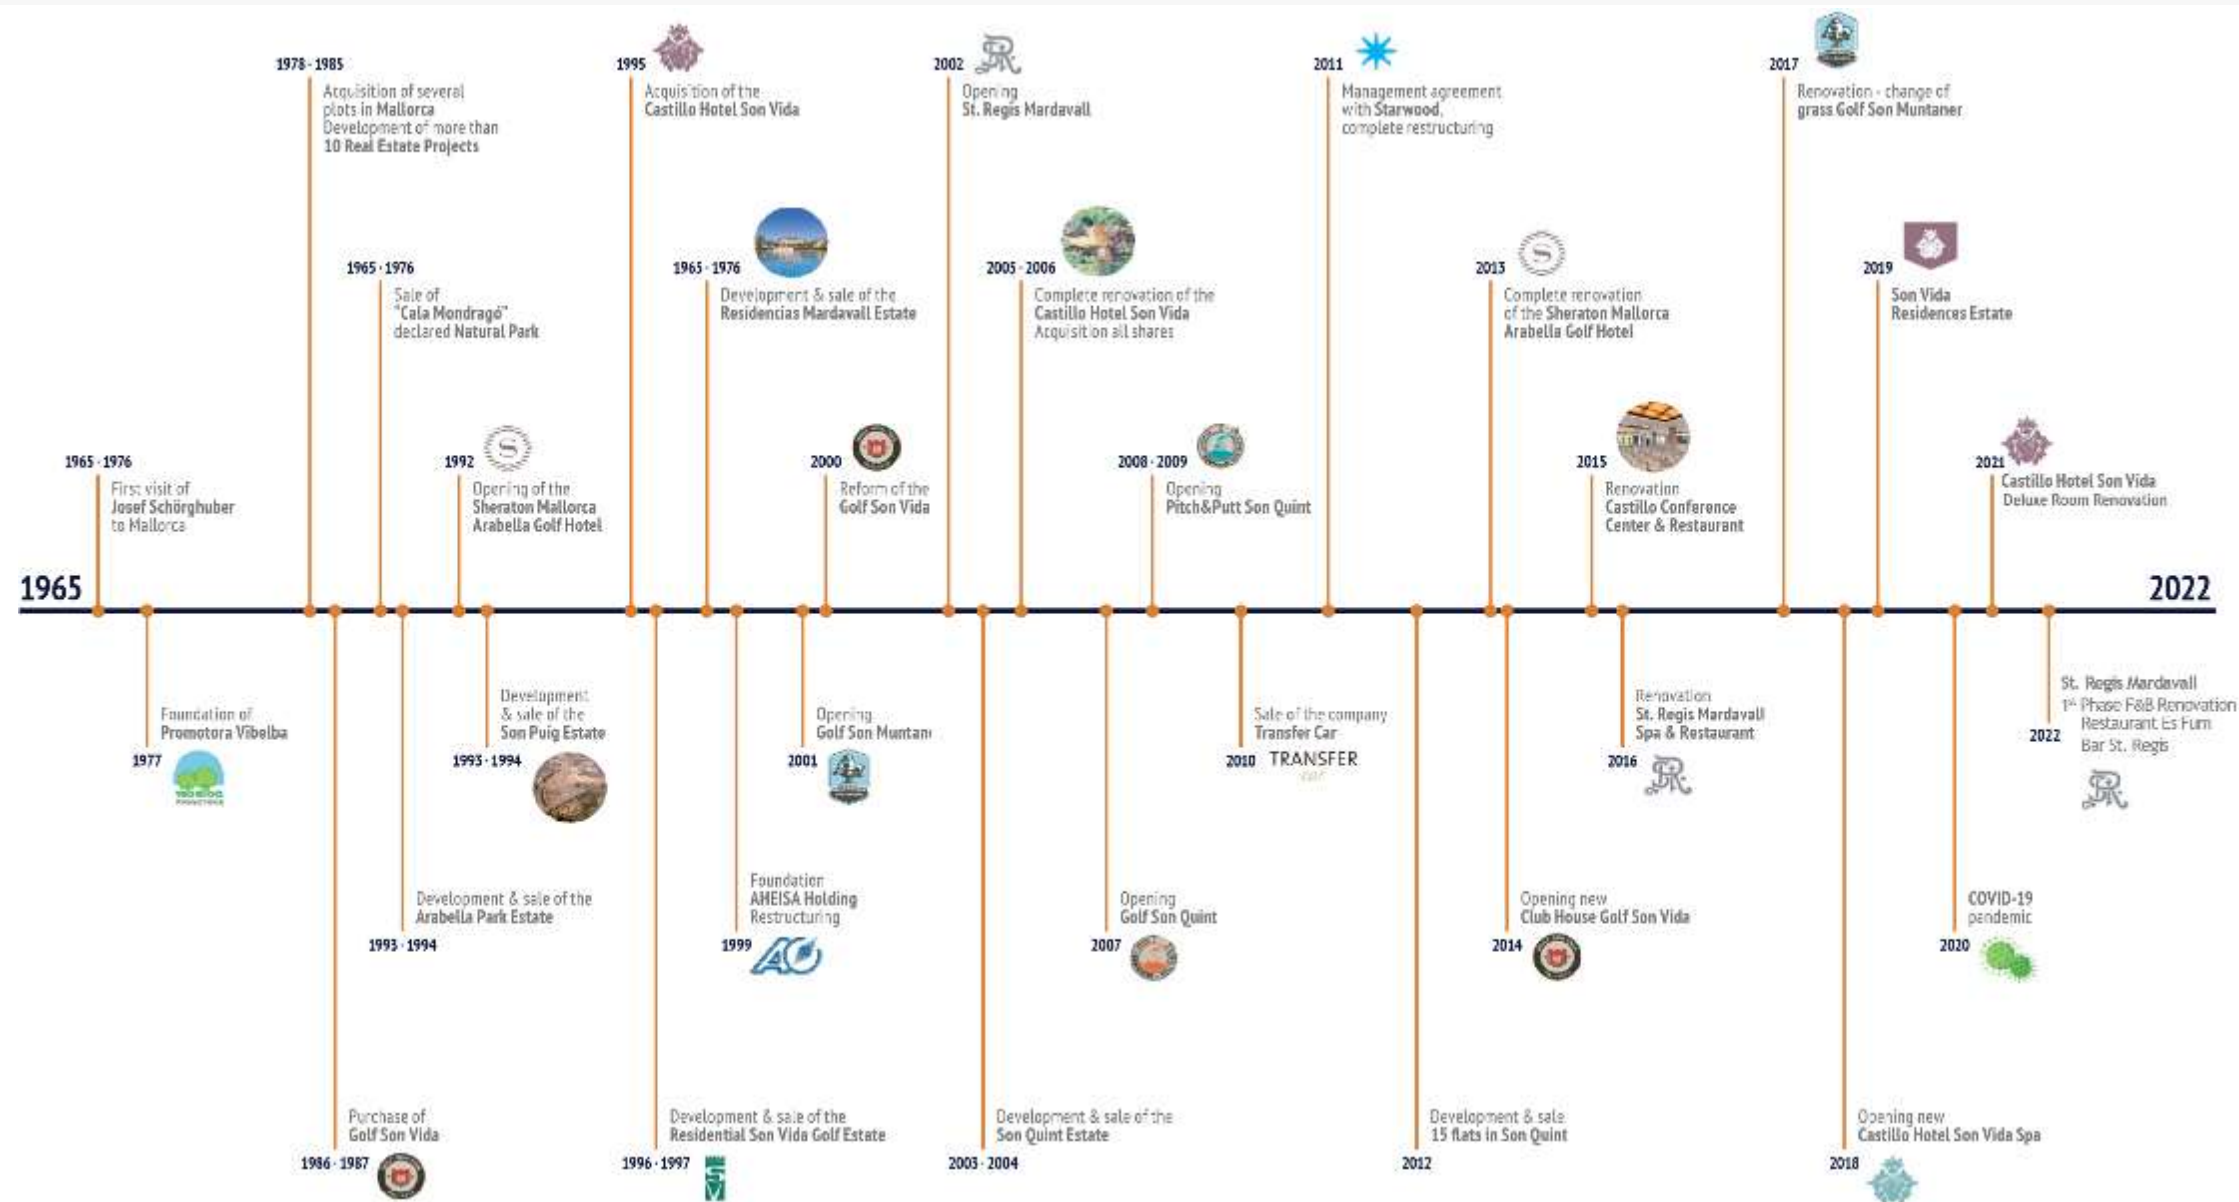 1978 - 1985
Acquisition of several
plots in Mallorca
Development of more than
10 Real Estate Projects
1995
Acquisition of the
Castillo Hotel Son Vida
2002
Opening
St. Regis Mardavall
2011
Management agreement
with Starwood,
complete restructuring
2017
Renovation - change of
grass Golf Son Muntaner
1965 - 1976
Sale of
"Cala Mondragó"
declared Natural Park
1965 - 1976
Development & sale of the
Residencias Mardavall Estate
2005 - 2006
Complete renovation of the
Castillo Hotel Son Vida
Acquisition all shares
2013
Complete renovation
of the Sheraton Mallorca
Arabella Golf Hotel
2019
Son Vida
Residences Estate
1965 - 1976
First visit of
Josef Schörghuber
to Mallorca
1992
Opening of the
Sheraton Mallorca
Arabella Golf Hotel
2000
Reform of the
Golf Son Vida
2008 - 2009
Opening
Pitch&Putt Son Quint
2015
Renovation
Castillo Conference
Center & Restaurant
2021
Castillo Hotel Son Vida
Deluxe Room Renovation
1965
2022
Foundation of
Promotora Vibelba
1977
Development
& sale of the
Son Puig Estate
1993 - 1994
Opening
Golf Son Muntan
2001
Sale of the company
Transfer Car
2010
TRANSFER
car
Renovation
St. Regis Mardavall
Spa & Restaurant
2016
St. Regis Mardavall
1st Phase F&B Renovation
Restaurant Es Fum
Bar St. Regis
2022
Development & sale of the
Arabella Park Estate
1993 - 1994
Foundation
AHEISA Holding
Restructuring
1999
Opening
Golf Son Quint
2007
Opening new
Club House Golf Son Vida
2014
COVID-19
pandemic
2020
Purchase of
Golf Son Vida
1986 - 1987
Development & sale of the
Residential Son Vida Golf Estate
1996 - 1997
SV
Development & sale of the
Son Quint Estate
2003 - 2004
Development & sale
15 flats in Son Quint
2012
Opening new
Castillo Hotel Son Vida Spa
2018